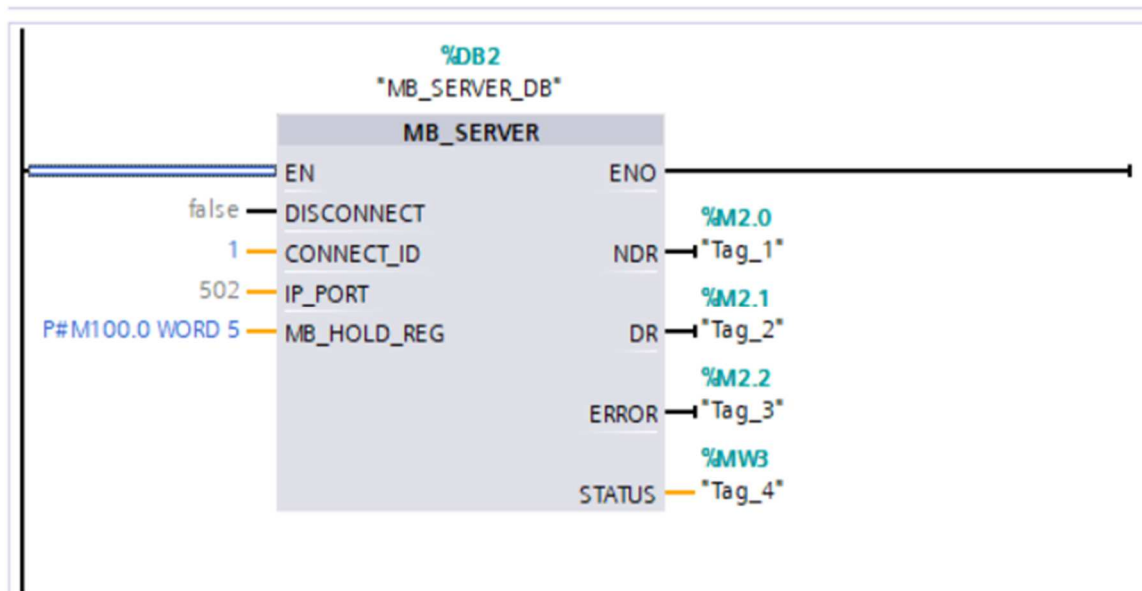 %DB2
"MB_SERVER_DB"
MB_SERVER
EN ENO
false DISCONNECT
%M2.0
1 CONNECT_ID NDR "Tag_1"
502 IP_PORT
%M2.1
P#M100.0 WORD 5 MB_HOLD_REG DR "Tag_2"
%M2.2
ERROR "Tag_3"
%MW3
STATUS "Tag_4"